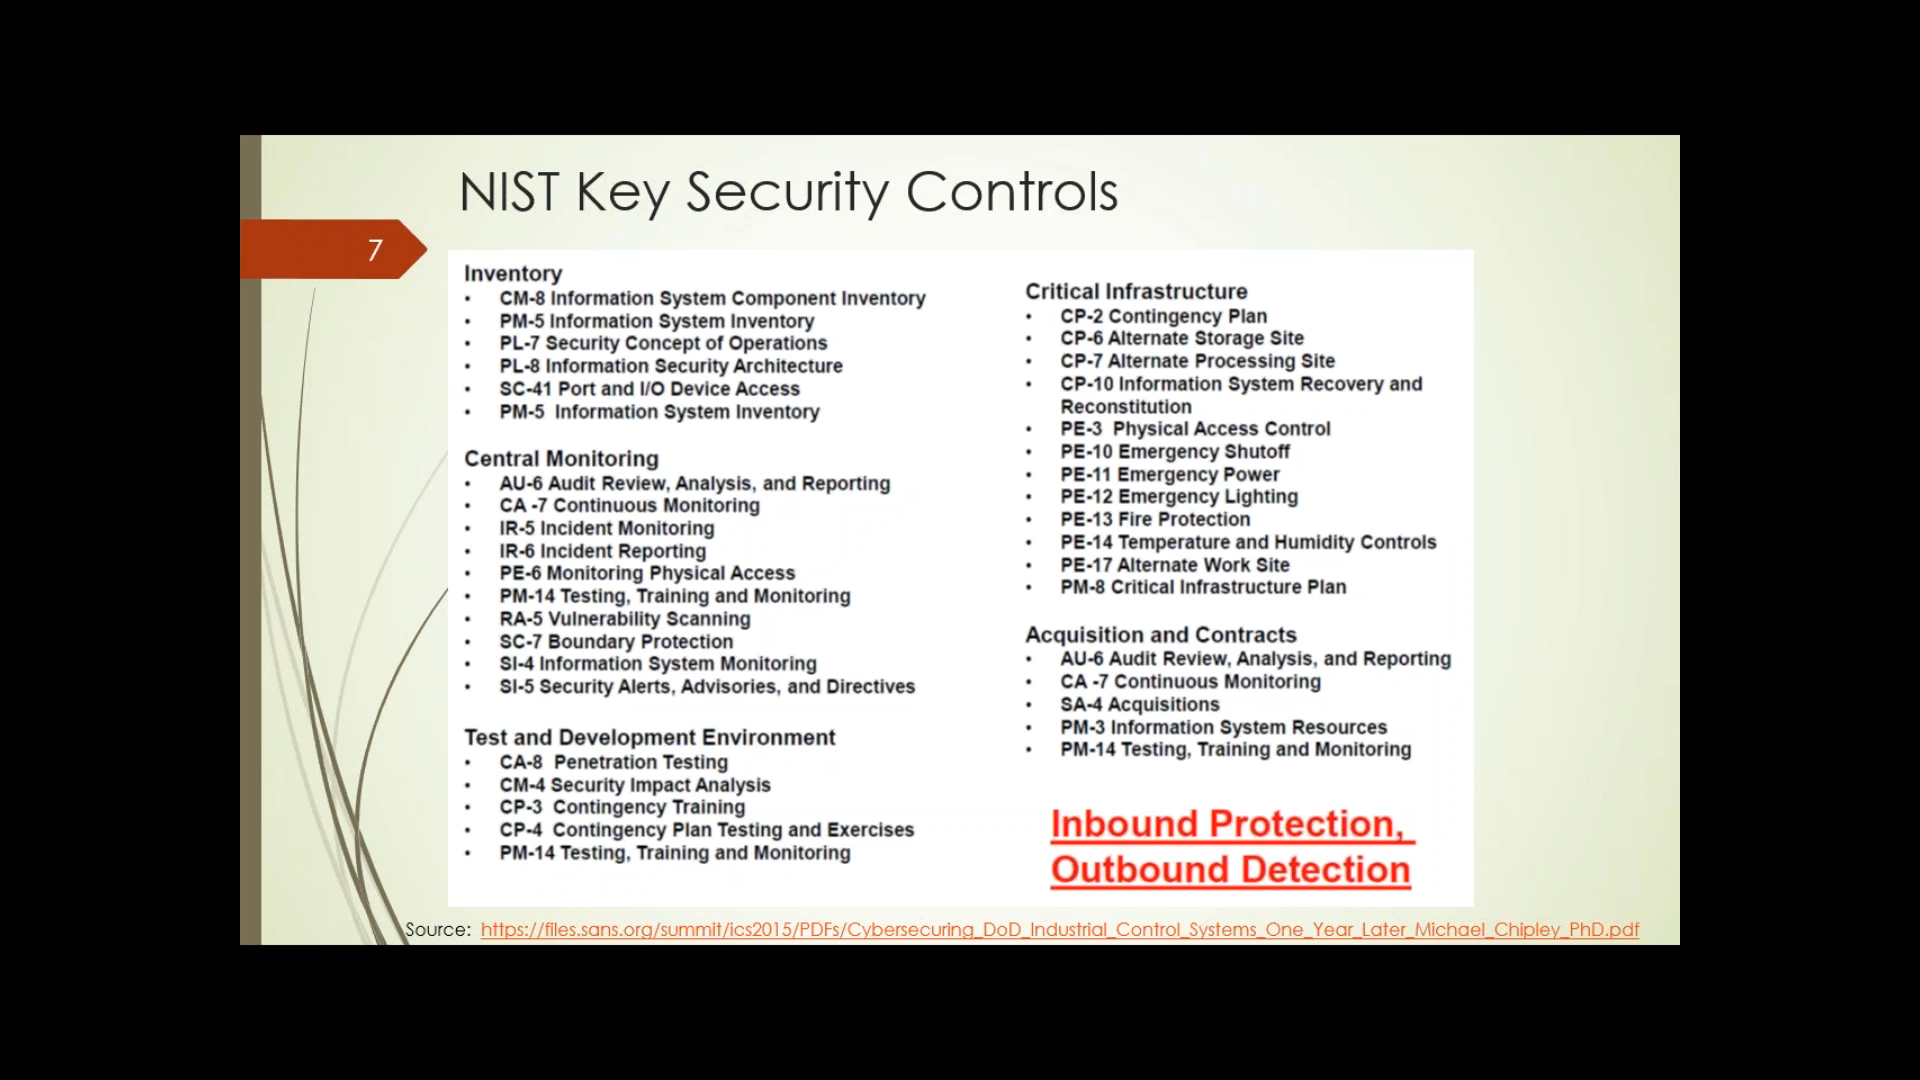 NIST Key Security Controls
7
Inventory
• CM-8 Information System Component Inventory
• PM-5 Information System Inventory
• PL-7 Security Concept of Operations
• PL-8 Information Security Architecture
• SC-41 Port and I/O Device Access
• PM-5 Information System Inventory
Central Monitoring
• AU-6 Audit Review, Analysis, and Reporting
• CA -7 Continuous Monitoring
• IR-5 Incident Monitoring
• IR-6 Incident Reporting
• PE-6 Monitoring Physical Access
• PM-14 Testing, Training and Monitoring
• RA-5 Vulnerability Scanning
• SC-7 Boundary Protection
• SI-4 Information System Monitoring
• SI-5 Security Alerts, Advisories, and Directives
Test and Development Environment
• CA-8 Penetration Testing
• CM-4 Security Impact Analysis
• CP-3 Contingency Training
• CP-4 Contingency Plan Testing and Exercises
• PM-14 Testing, Training and Monitoring
Critical Infrastructure
• CP-2 Contingency Plan
• CP-6 Alternate Storage Site
• CP-7 Alternate Processing Site
• CP-10 Information System Recovery and
Reconstitution
• PE-3 Physical Access Control
• PE-10 Emergency Shutoff
• PE-11 Emergency Power
• PE-12 Emergency Lighting
• PE-13 Fire Protection
• PE-14 Temperature and Humidity Controls
• PE-17 Alternate Work Site
• PM-8 Critical Infrastructure Plan
Acquisition and Contracts
• AU-6 Audit Review, Analysis, and Reporting
• CA -7 Continuous Monitoring
• SA-4 Acquisitions
• PM-3 Information System Resources
• PM-14 Testing, Training and Monitoring
Inbound Protection,
Outbound Detection
Source: https://files.sans.org/summit/ics2015/PDFs/Cybersecuring_DoD_Industrial_Control_Systems_One_Year_Later_Michael_Chipley_PhD.pdf